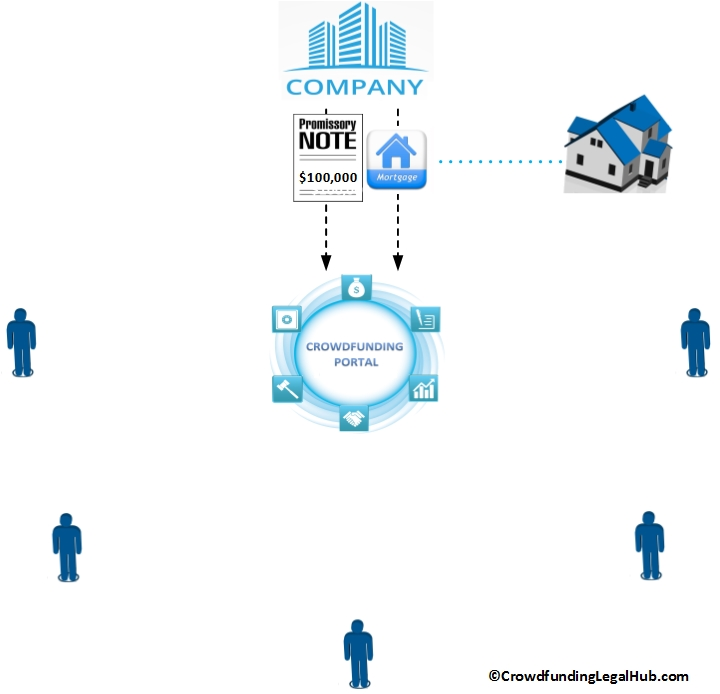 COMPANY
Promissory
NOTE
$100,000
Mortgage
$
CROWDFUNDING
PORTAL
©CrowdfundingLegalHub.com